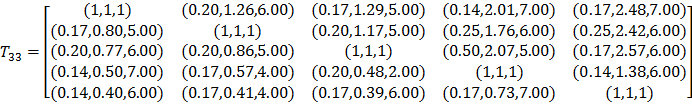 (1,1,1) (0.20,1.26,6.00) (0.17,1.29,5.00) (0.14,2.01,7.00) (0.17,2.48,7.00)
(0.17,0.80,5.00) (1,1,1) (0.20,1.17,5.00) (0.25,1.76,6.00) (0.25,2.42,6.00)
T₃₃ = (0.20,0.77,6.00) (0.20,0.86,5.00) (1,1,1) (0.50,2.07,5.00) (0.17,2.57,6.00)
(0.14,0.50,7.00) (0.17,0.57,4.00) (0.20,0.48,2.00) (1,1,1) (0.14,1.38,6.00)
(0.14,0.40,6.00) (0.17,0.41,4.00) (0.17,0.39,6.00) (0.17,0.73,7.00) (1,1,1)